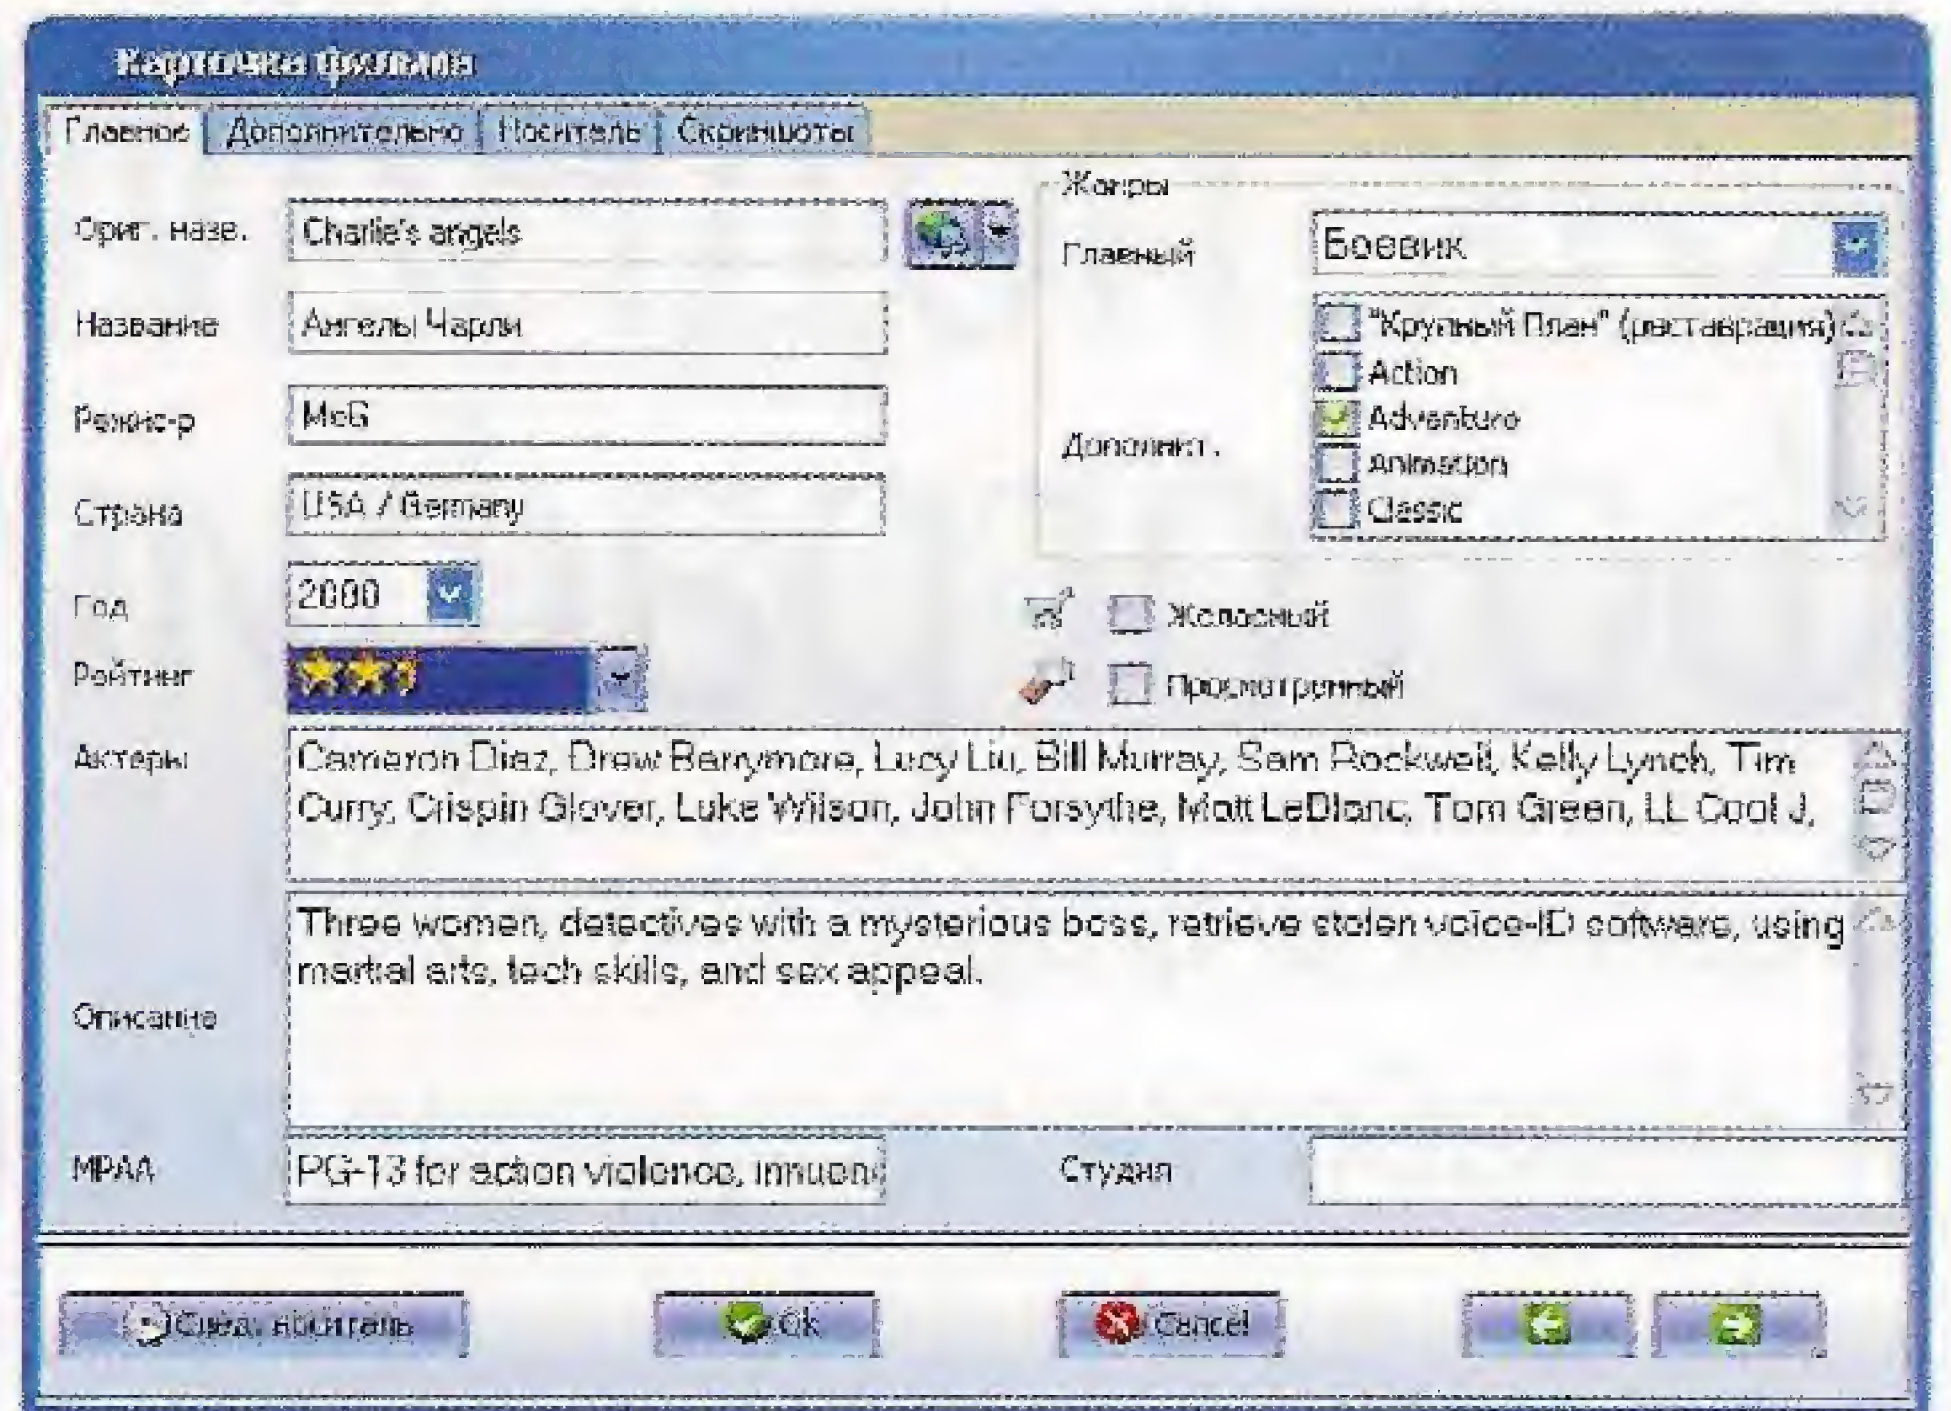 Карточка фильма
Главное Дополнительно Носитель Скриншоты
Ориг. назв. Charlie's angels
Название Ангелы Чарли
Режис-р McG
Страна USA / Germany
Год 2000
Рейтинг
Жанры
Главный Боевик
Дополнит.
"Крупный План" (реставрация)
Action
Adventure
Animation
Classic
Желаемый
Просмотренный
Актеры
Cameron Diaz, Drew Barrymore, Lucy Liu, Bill Murray, Sam Rockwell, Kelly Lynch, Tim
Curry, Crispin Glover, Luke Wilson, John Forsythe, Matt LeBlanc, Tom Green, LL Cool J,
Описание
Three women, detectives with a mysterious boss, retrieve stolen voice-ID software, using
martial arts, tech skills, and sex appeal.
MPAA PG-13 for action violence, innuen
Студия
След. носитель Ok Cancel